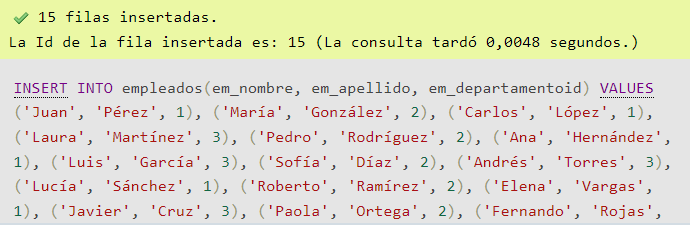 15 filas insertadas.
La Id de la fila insertada es: 15 (La consulta tardó 0,0048 segundos.)
INSERT INTO empleados(em_nombre, em_apellido, em_departamentoid) VALUES
('Juan', 'Pérez', 1), ('María', 'González', 2), ('Carlos', 'López', 1),
('Laura', 'Martínez', 3), ('Pedro', 'Rodríguez', 2), ('Ana', 'Hernández',
1), ('Luis', 'García', 3), ('Sofía', 'Díaz', 2), ('Andrés', 'Torres', 3),
('Lucía', 'Sánchez', 1), ('Roberto', 'Ramírez', 2), ('Elena', 'Vargas',
1), ('Javier', 'Cruz', 3), ('Paola', 'Ortega', 2), ('Fernando', 'Rojas',